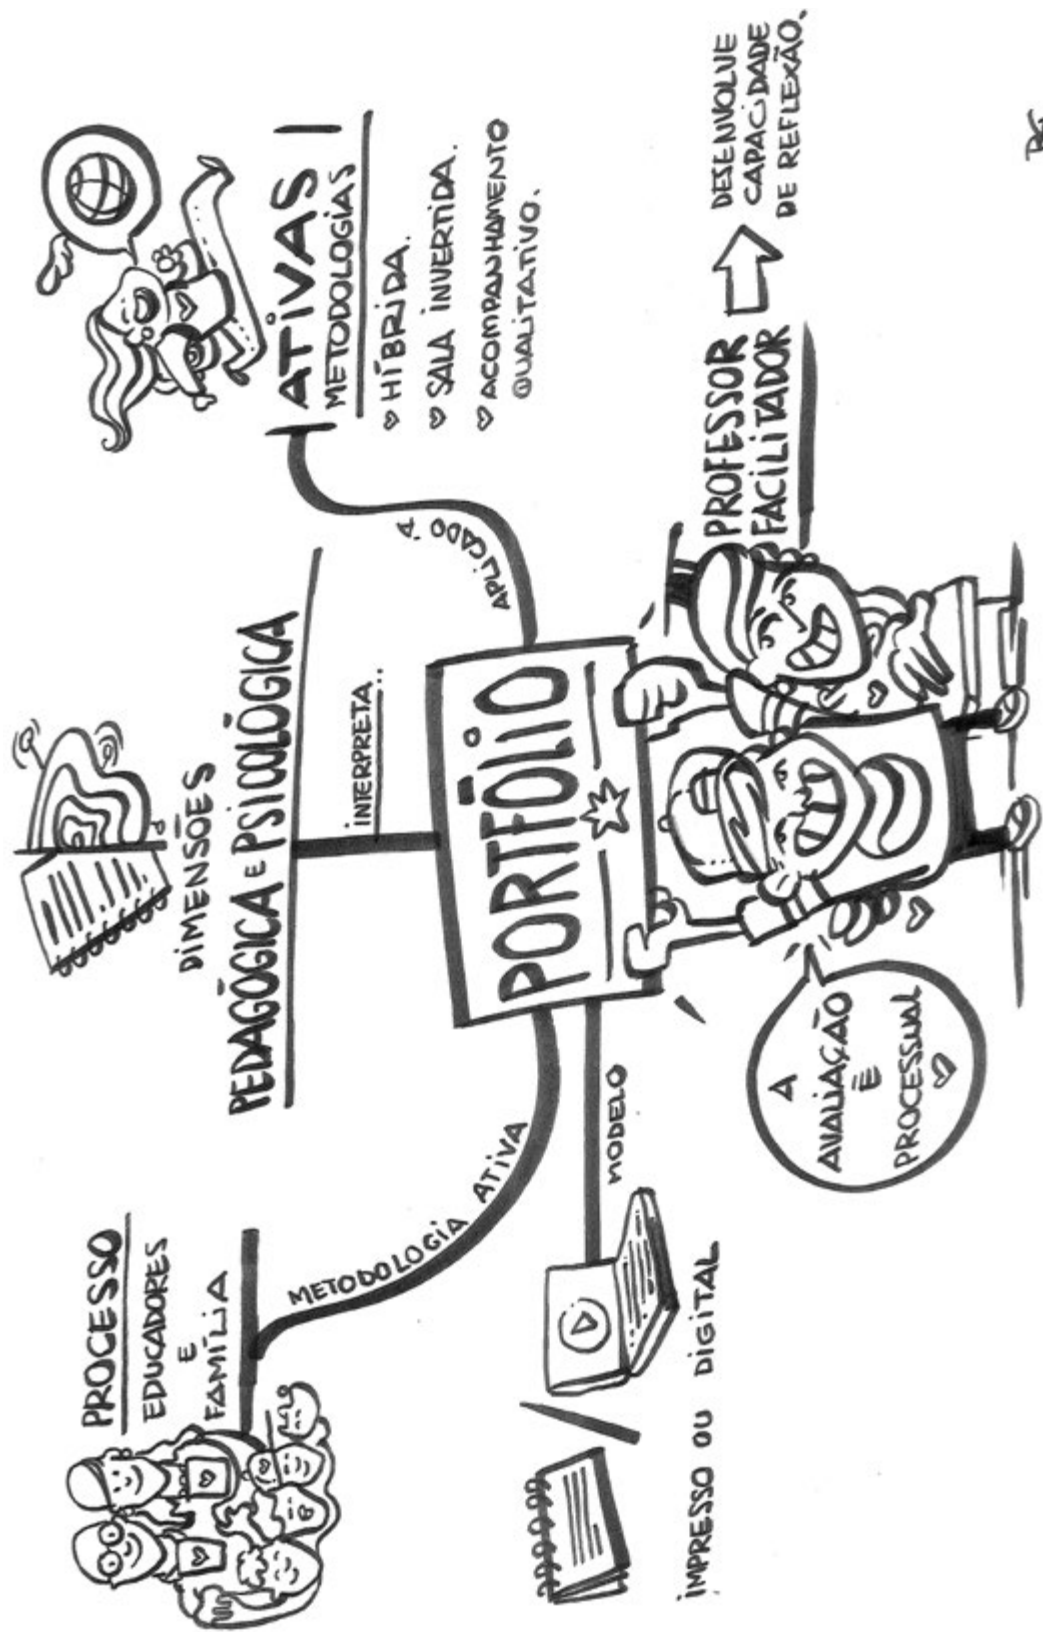 PROCESSO
EDUCADORES
E
FAMÍLIA
METODOLOGIA ATIVA
DIMENSÕES
PEDAGÓGICA E PSICOLÓGICA
INTERPRETA..
APLICADO À
ATIVAS
METODOLOGIAS
HÍBRIDA.
SALA INVERTIDA.
ACOMPANHAMENTO
QUALITATIVO.
PORTFÓLIO
MODELO
IMPRESSO OU DIGITAL
A
AVALIAÇÃO
É
PROCESSUAL
PROFESSOR
FACILITADOR
DESENVOLVE
CAPACIDADE
DE REFLEXÃO.